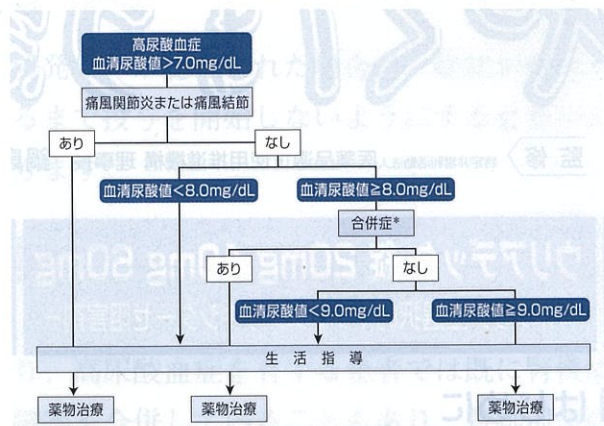 高尿酸血症
血清尿酸値>7.0mg/dL
痛風関節炎または痛風結節
あり
なし
血清尿酸値<8.0mg/dL
血清尿酸値≧8.0mg/dL
合併症*
あり
なし
血清尿酸値<9.0mg/dL
血清尿酸値≧9.0mg/dL
生活指導
薬物治療
薬物治療
薬物治療